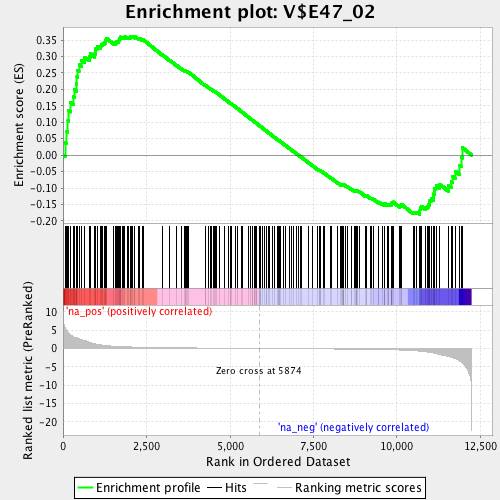 Enrichment plot: V$E47_02
Enrichment score (ES)
0.35
0.30
0.25
0.20
0.15
0.10
0.05
0.00
-0.05
-0.10
-0.15
-0.20
'na_pos' (positively correlated)
Ranked list metric (PreRanked)
10
5
0
-5
-10
-15
-20
Zero cross at 5874
'na_neg' (negatively correlated)
0
2,500
5,000
7,500
10,000
12,500
Rank in Ordered Dataset
Enrichment profile
Hits
Ranking metric scores